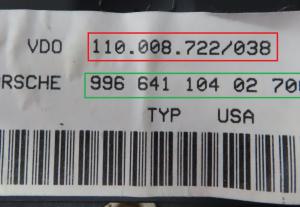 VDO 110.008.722/038
RSCHE 996 641 104 02 70
TYP USA